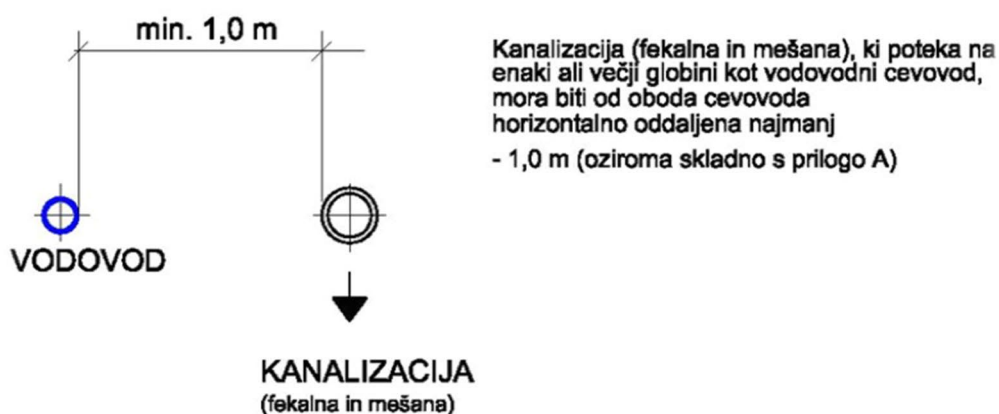 min. 1,0 m
Kanalizacija (fekalna in mešana), ki poteka na
enaki ali večji globini kot vodovodni cevovod,
mora biti od oboda cevovoda
horizontalno oddaljena najmanj
- 1,0 m (oziroma skladno s prilogo A)
VODOVOD
KANALIZACIJA
(fekalna in mešana)